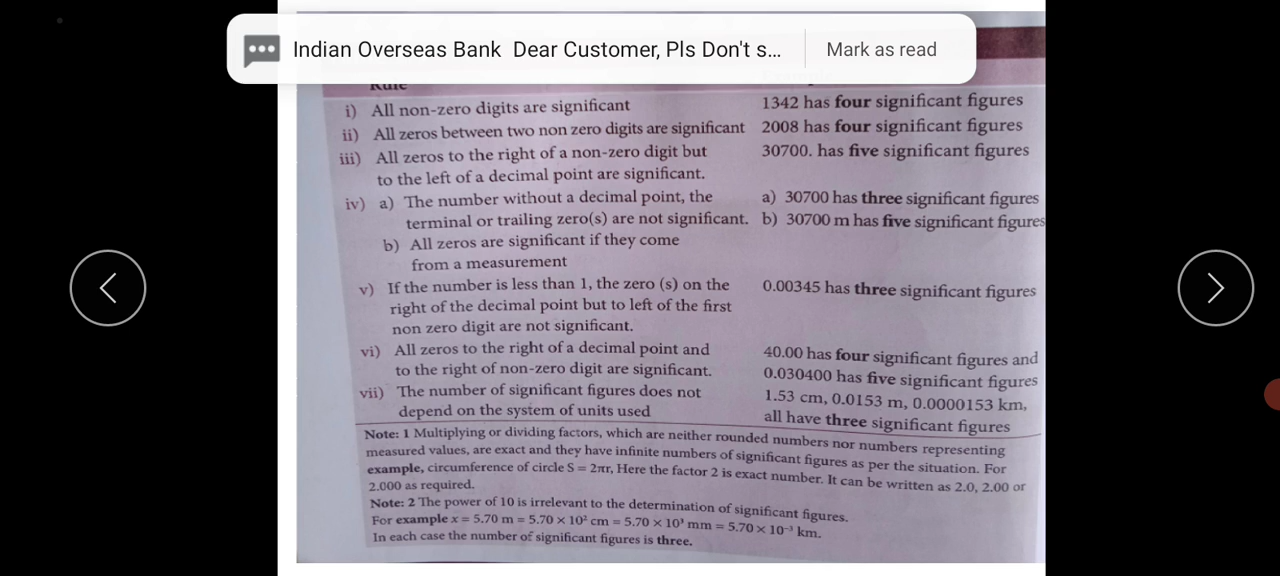 Indian Overseas Bank Dear Customer, Pls Don't s...
Mark as read
Rule
i) All non-zero digits are significant 1342 has four significant figures
ii) All zeros between two non zero digits are significant 2008 has four significant figures
iii) All zeros to the right of a non-zero digit but 30700. has five significant figures
to the left of a decimal point are significant.
iv) a) The number without a decimal point, the a) 30700 has three significant figures
terminal or trailing zero(s) are not significant. b) 30700 m has five significant figures
b) All zeros are significant if they come
from a measurement
v) If the number is less than 1, the zero (s) on the 0.00345 has three significant figures
right of the decimal point but to left of the first
non zero digit are not significant.
vi) All zeros to the right of a decimal point and 40.00 has four significant figures and
to the right of non-zero digit are significant. 0.030400 has five significant figures
vii) The number of significant figures does not 1.53 cm, 0.0153 m, 0.0000153 km,
depend on the system of units used all have three significant figures
Note: 1 Multiplying or dividing factors, which are neither rounded numbers nor numbers representing
measured values, are exact and they have infinite numbers of significant figures as per the situation. For
example, circumference of circle S = 2πr, Here the factor 2 is exact number. It can be written as 2.0, 2.00 or
2.000 as required.
Note: 2 The power of 10 is irrelevant to the determination of significant figures.
For example x = 5.70 m = 5.70 × 10² cm = 5.70 × 10³ mm = 5.70 × 10⁻³ km.
In each case the number of significant figures is three.